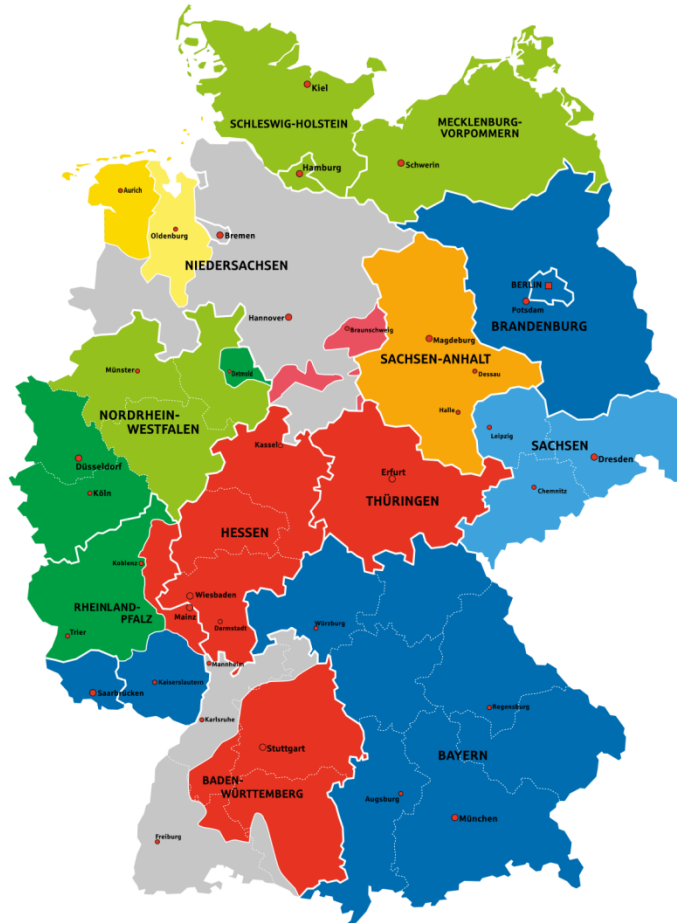 Kiel
SCHLESWIG-HOLSTEIN
MECKLENBURG-
VORPOMMERN
Schwerin
Hamburg
Aurich
Oldenburg
Bremen
NIEDERSACHSEN
BERLIN
Potsdam
BRANDENBURG
Hannover
Braunschweig
Magdeburg
SACHSEN-ANHALT
Dessau
Münster
Detmold
Halle
NORDRHEIN-
WESTFALEN
Leipzig
SACHSEN
Kassel
Düsseldorf
Dresden
Erfurt
THÜRINGEN
Köln
Chemnitz
HESSEN
Koblenz
Wiesbaden
RHEINLAND-
PFALZ
Mainz
Darmstadt
Würzburg
Trier
Mannheim
Kaiserslautern
Saarbrücken
Regensburg
Karlsruhe
Stuttgart
BAYERN
BADEN-
WÜRTTEMBERG
Augsburg
München
Freiburg